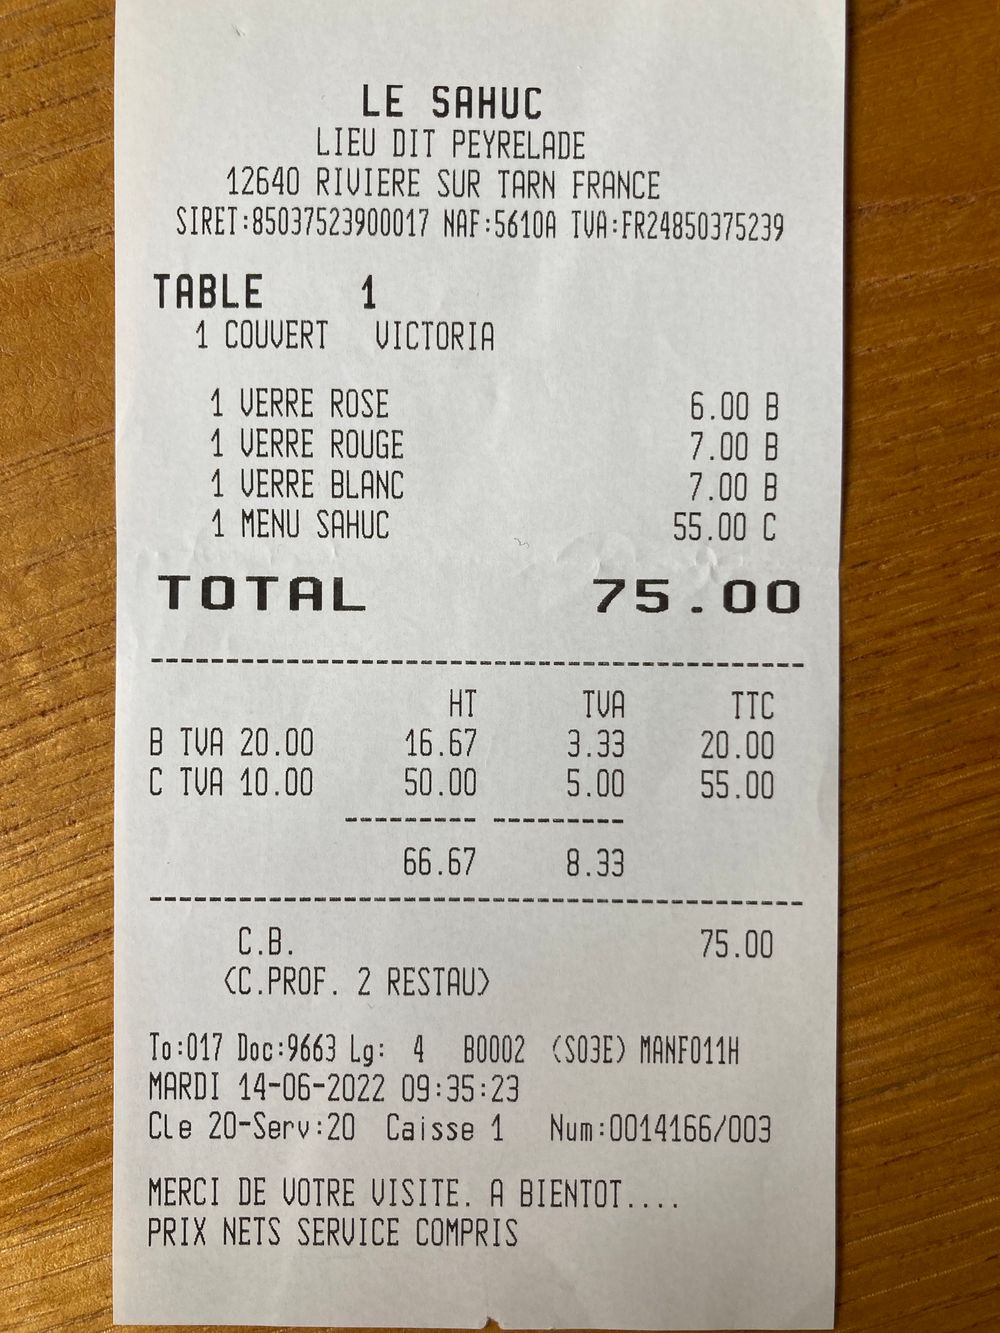 LE SAHUC
LIEU DIT PEYRELADE
12640 RIVIERE SUR TARN FRANCE
SIRET:85037523900017 NAF:5610A TVA:FR24850375239
TABLE 1
1 COUVERT VICTORIA
1 VERRE ROSE 6.00 B
1 VERRE ROUGE 7.00 B
1 VERRE BLANC 7.00 B
1 MENU SAHUC 55.00 C
TOTAL 75.00
HT TVA TTC
B TVA 20.00 16.67 3.33 20.00
C TVA 10.00 50.00 5.00 55.00
66.67 8.33
C.B. 75.00
(C.PROF. 2 RESTAU)
To:017 Doc:9663 Lg: 4 B0002 (S03E) MANF011H
MARDI 14-06-2022 09:35:23
Cle 20-Serv:20 Caisse 1 Num:0014166/003
MERCI DE VOTRE VISITE. A BIENTOT....
PRIX NETS SERVICE COMPRIS